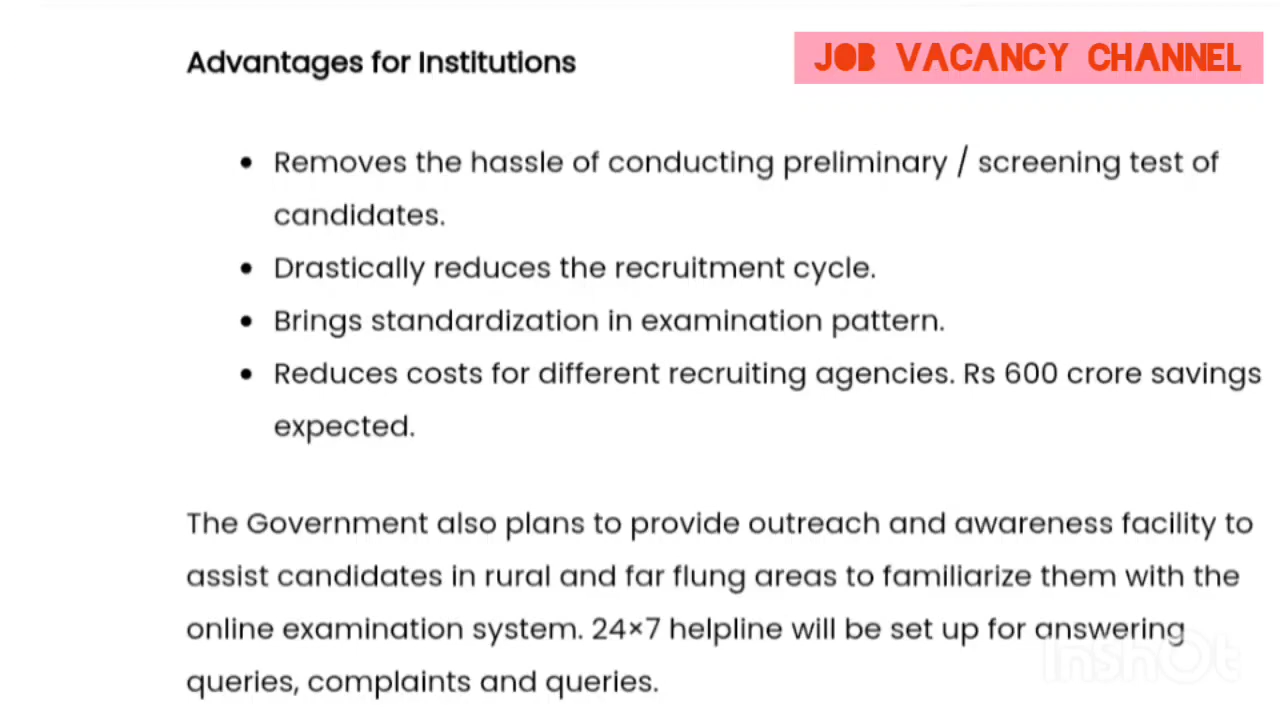 Advantages for Institutions
JOB VACANCY CHANNEL
• Removes the hassle of conducting preliminary / screening test of
candidates.
• Drastically reduces the recruitment cycle.
• Brings standardization in examination pattern.
• Reduces costs for different recruiting agencies. Rs 600 crore savings
expected.
The Government also plans to provide outreach and awareness facility to
assist candidates in rural and far flung areas to familiarize them with the
online examination system. 24×7 helpline will be set up for answering
queries, complaints and queries.
InShOt